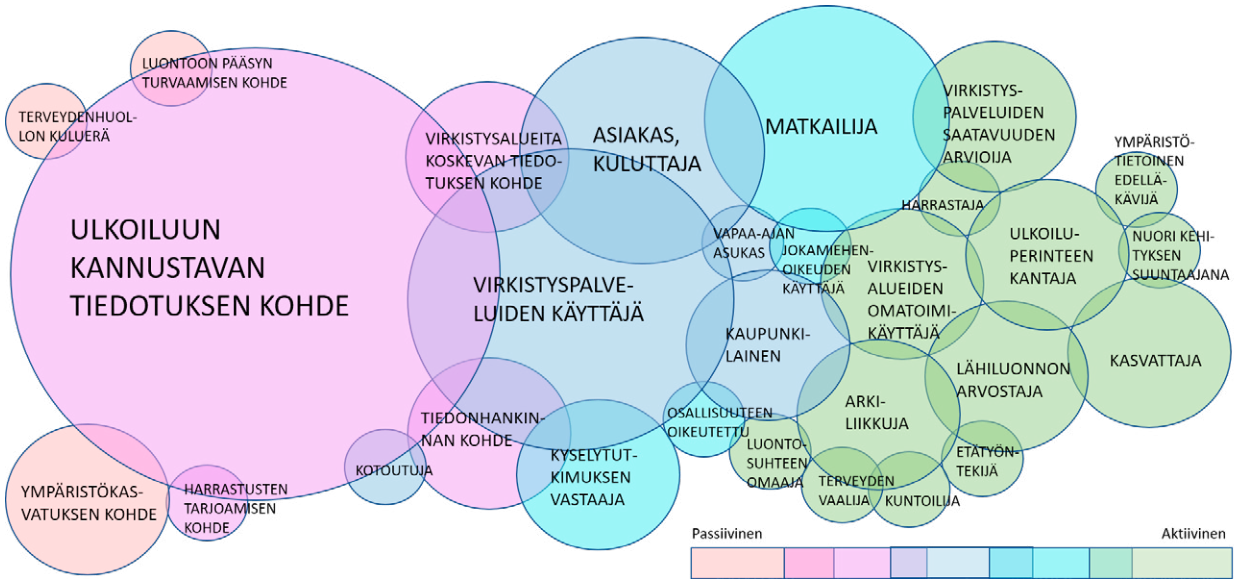 LUONTOON PÄÄSYN
TURVAAMISEN KOHDE
TERVEYDENHUOL-
LON KULUERÄ
ULKOILUUN
KANNUSTAVAN
TIEDOTUKSEN KOHDE
VIRKISTYSALUEITA
KOSKEVAN TIEDO-
TUKSEN KOHDE
ASIAKAS,
KULUTTAJA
MATKAILIJA
VIRKISTYS-
PALVELUIDEN
SAATAVUUDEN
ARVIOIJA
YMPÄRISTÖ-
TIETOINEN
EDELLÄ-
KÄVIJÄ
HARRASTAJA
VAPAA-AJAN
ASUKAS
JOKAMIEHEN-
OIKEUDEN
KÄYTTÄJÄ
VIRKISTYS-
ALUEIDEN
OMATOIMI-
KÄYTTÄJÄ
ULKOILU-
PERINTEEN
KANTAJA
NUORI KEHI-
TYKSEN
SUUNTAAJANA
VIRKISTYSPALVE-
LUIDEN KÄYTTÄJÄ
KAUPUNKI-
LAINEN
LÄHILUONNON
ARVOSTAJA
KASVATTAJA
ARKI-
LIIKKUJA
TIEDONHANKIN-
NAN KOHDE
OSALLISUUTEEN
OIKEUTETTU
KYSELYTUT-
KIMUKSEN
VASTAAJA
LUONTO-
SUHTEEN
OMAAJA
ETÄTYÖN-
TEKIJÄ
TERVEYDEN
VAALIJA
KUNTOILIJA
KOTOUTUJA
YMPÄRISTÖKAS-
VATUKSEN KOHDE
HARRASTUSTEN
TARJOAMISEN
KOHDE
Passiivinen
Aktiivinen